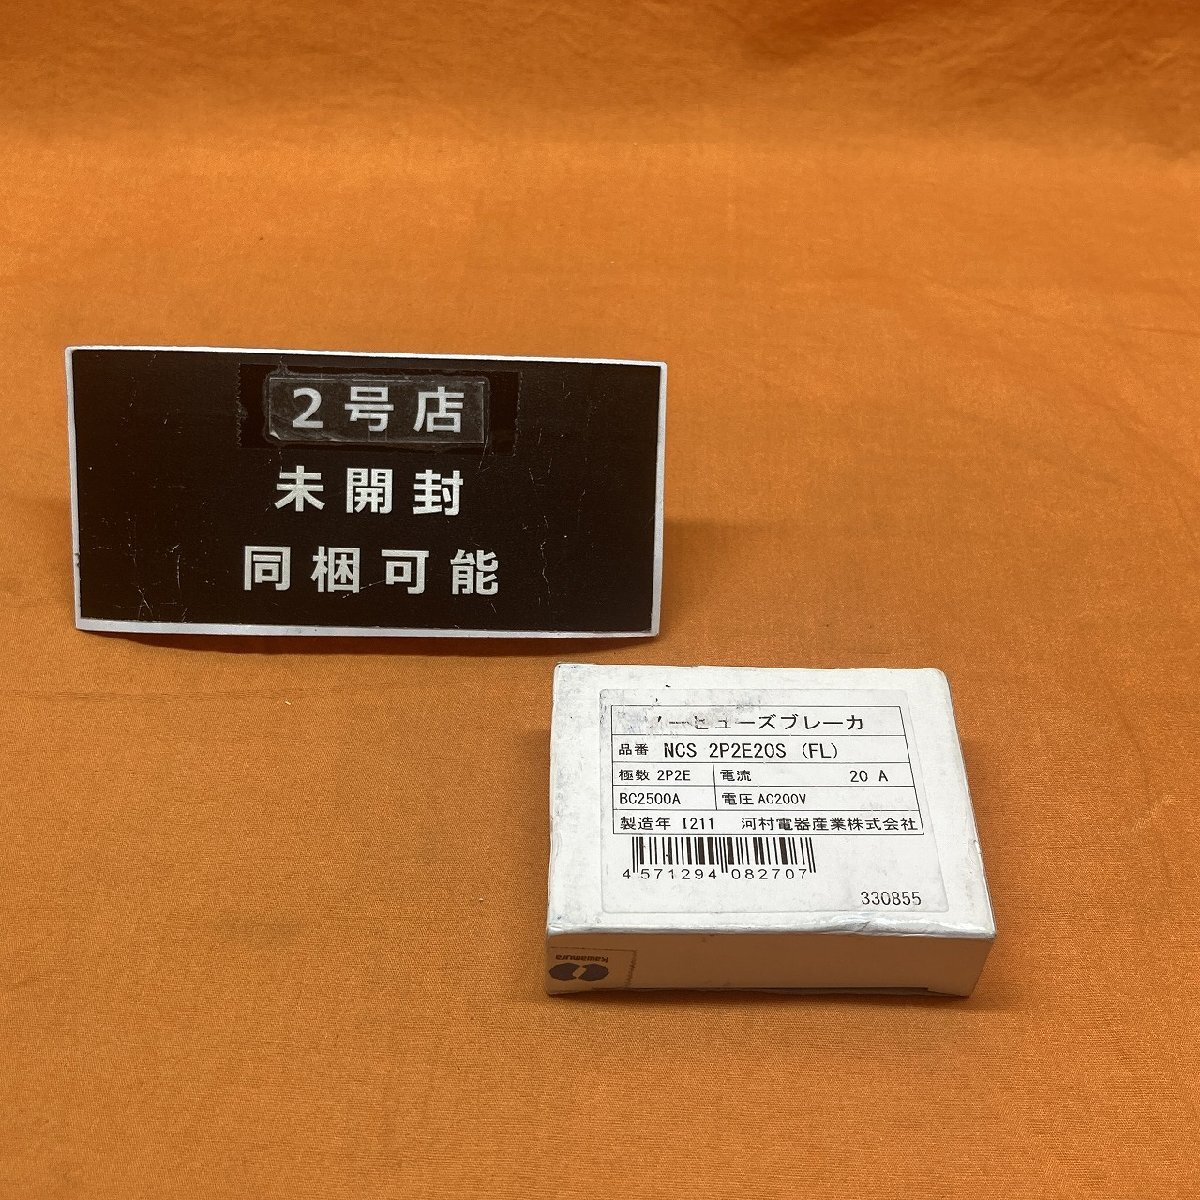 2号店
未開封
同梱可能
ノーヒューズブレーカ
品番 NCS 2P2E20S (FL)
極数 2P2E 電流 20 A
BC2500A 電圧 AC200V
製造年 1211 河村電器産業株式会社
4 571294 082707
330855
Kawamura